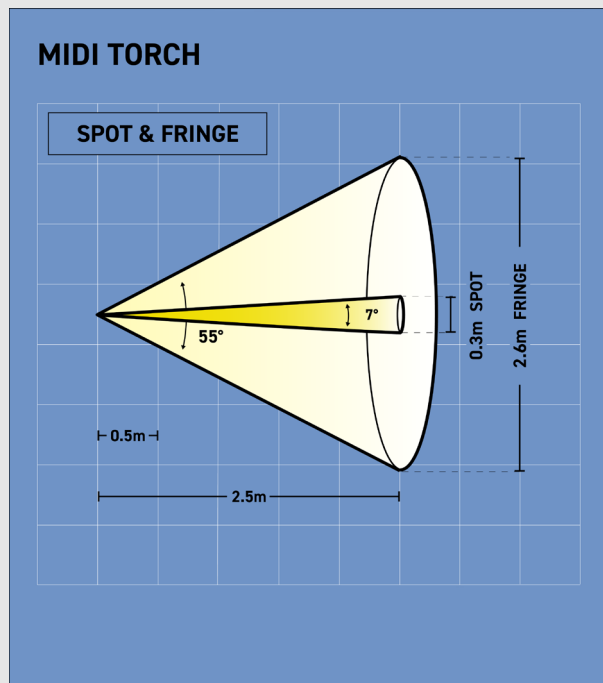 MIDI TORCH
SPOT & FRINGE
55°
7°
0.3m SPOT
2.6m FRINGE
0.5m
2.5m